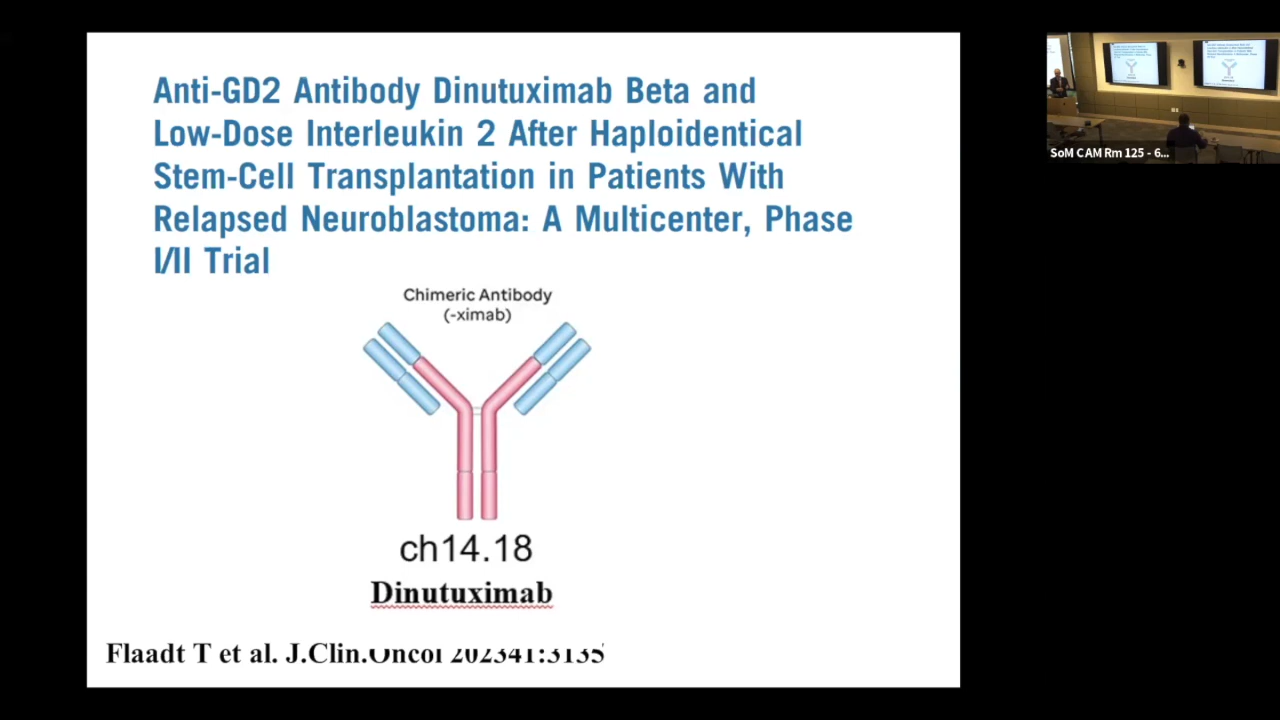 Anti-GD2 Antibody Dinutuximab Beta and
Low-Dose Interleukin 2 After Haploidentical
Stem-Cell Transplantation in Patients With
Relapsed Neuroblastoma: A Multicenter, Phase
I/II Trial
Chimeric Antibody
(-ximab)
ch14.18
Dinutuximab
Flaadt T et al. J.Clin.Oncol 202341:3135
SoM CAM Rm 125 - 6...